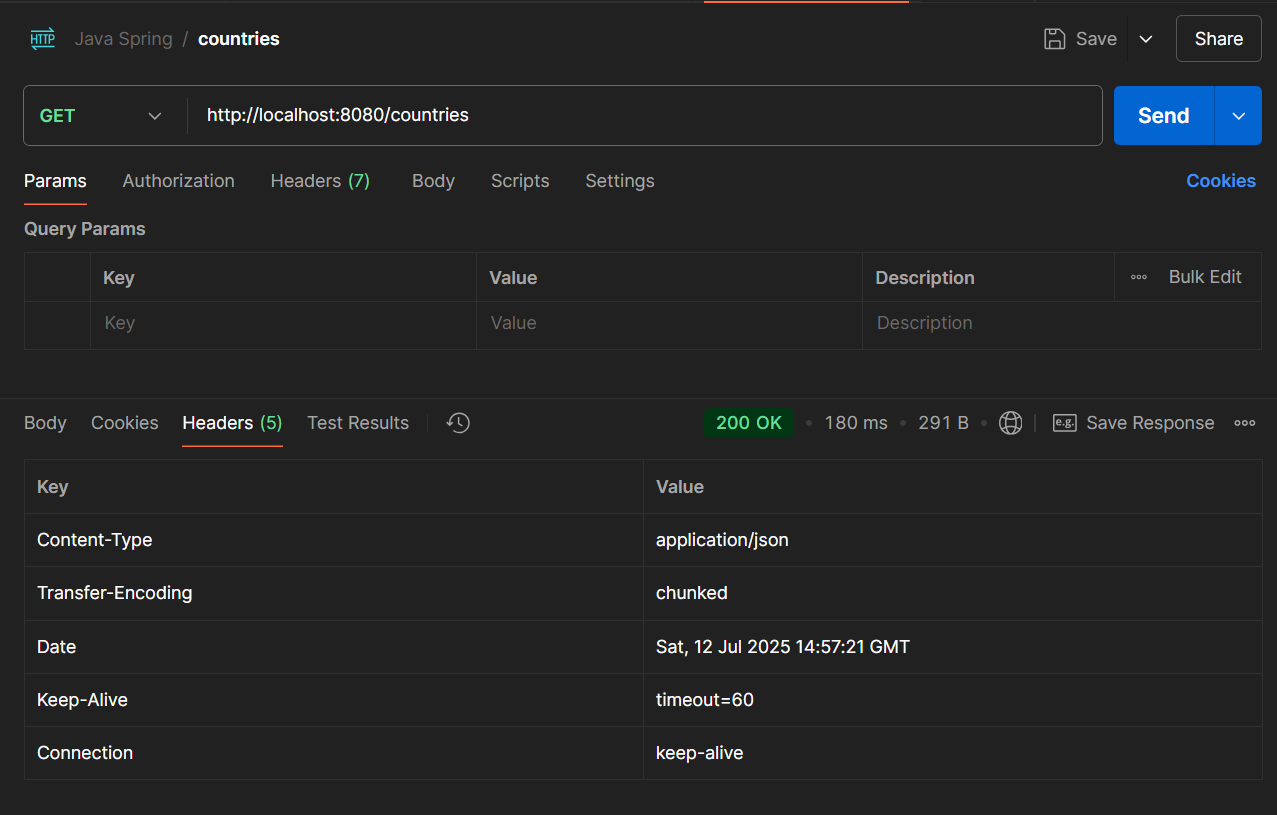 HTTP Java Spring / countries Save Share
GET http://localhost:8080/countries Send
Params Authorization Headers (7) Body Scripts Settings Cookies
Query Params
Key Value Description Bulk Edit
Key Value Description
Body Cookies Headers (5) Test Results 200 OK 180 ms 291 B e.g. Save Response
Key Value
Content-Type application/json
Transfer-Encoding chunked
Date Sat, 12 Jul 2025 14:57:21 GMT
Keep-Alive timeout=60
Connection keep-alive